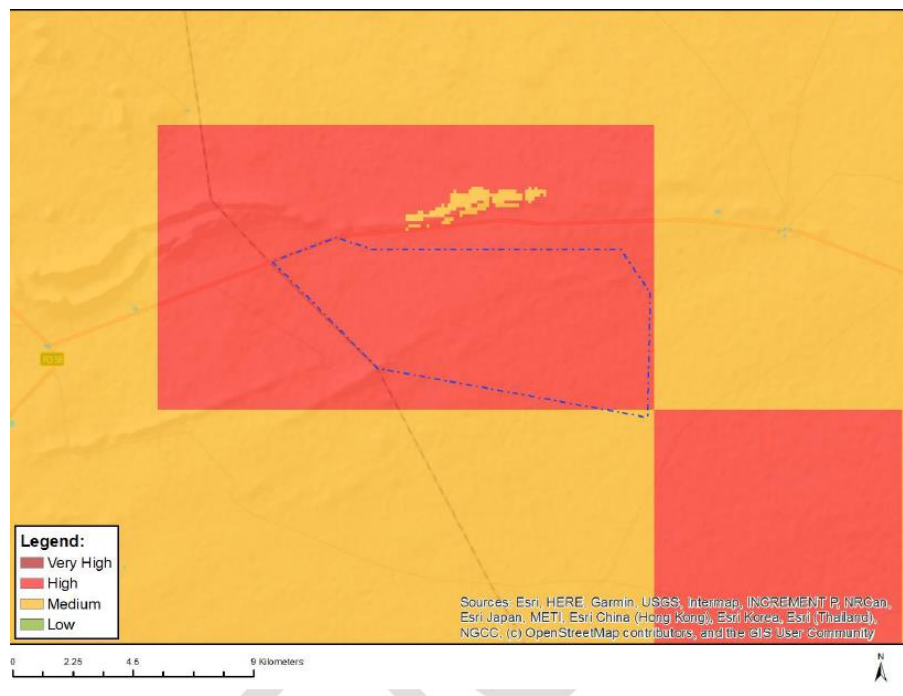 Legend:
Very High
High
Medium
Low
Sources: Esri, HERE, Garmin, USGS, Intermap, INCREMENT P, NRCan,
Esri Japan, METI, Esri China (Hong Kong), Esri Korea, Esri (Thailand),
NGCC, (c) OpenStreetMap contributors, and the GIS User Community
0 2.25 4.5 9 Kilometers
N